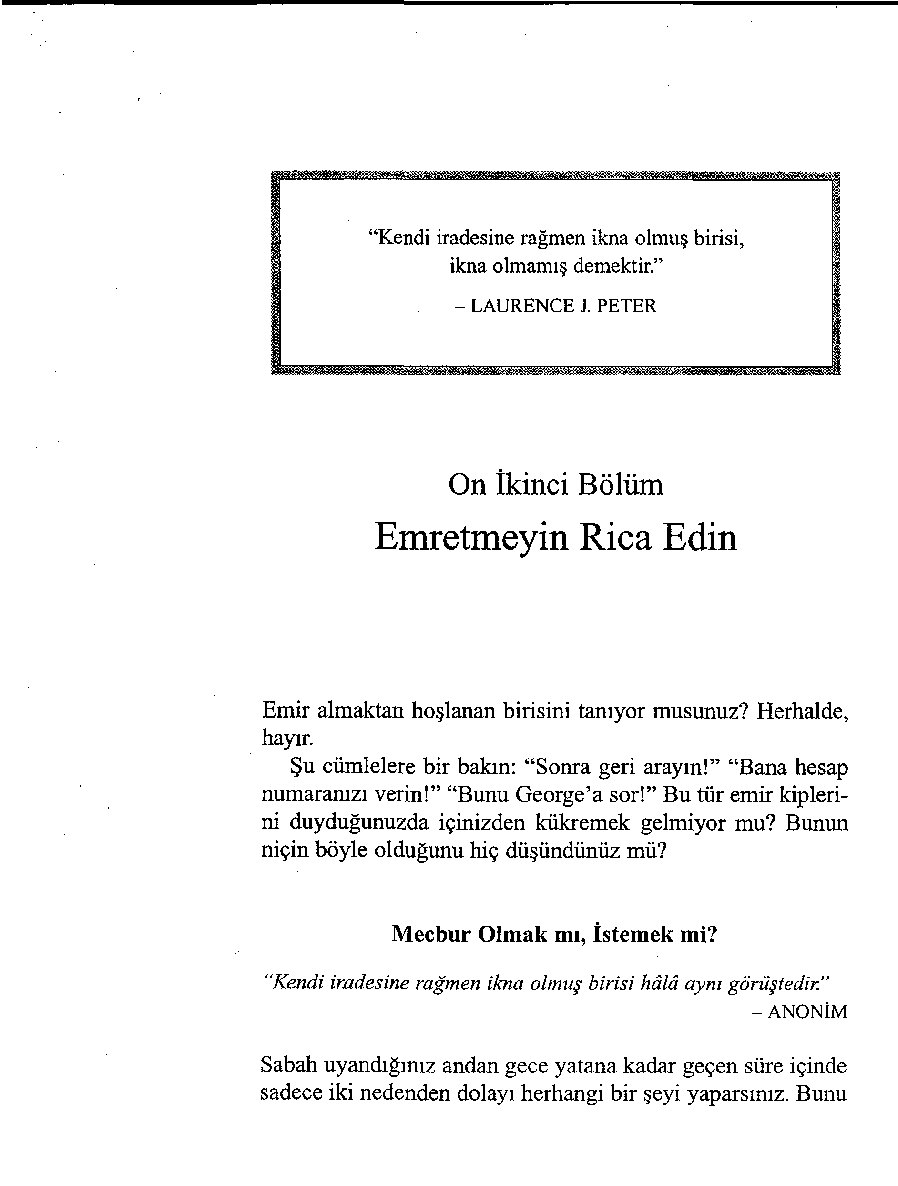 “Kendi iradesine rağmen ikna olmuş birisi,
ikna olmamış demektir.”
– LAURENCE J. PETER
On İkinci Bölüm
Emretmeyin Rica Edin
Emir almaktan hoşlanan birisini tanıyor musunuz? Herhalde,
hayır.
Şu cümlelere bir bakın: “Sonra geri arayın!” “Bana hesap
numaranızı verin!” “Bunu George’a sor!” Bu tür emir kipleri-
ni duyduğunuzda içinizden kükremek gelmiyor mu? Bunun
niçin böyle olduğunu hiç düşündünüz mü?
Mecbur Olmak mı, İstemek mi?
“Kendi iradesine rağmen ikna olmuş birisi hâlâ aynı görüştedir.”
– ANONİM
Sabah uyandığınız andan gece yatana kadar geçen süre içinde
sadece iki nedenden dolayı herhangi bir şeyi yaparsınız. Bunu